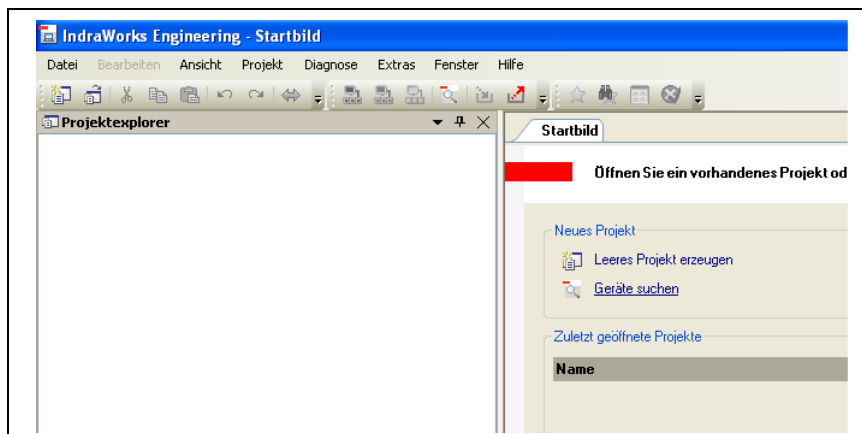 IndraWorks Engineering - Startbild
Datei Bearbeiten Ansicht Projekt Diagnose Extras Fenster Hilfe
Projektexplorer
Startbild
Öffnen Sie ein vorhandenes Projekt od
Neues Projekt
Leeres Projekt erzeugen
Geräte suchen
Zuletzt geöffnete Projekte
Name